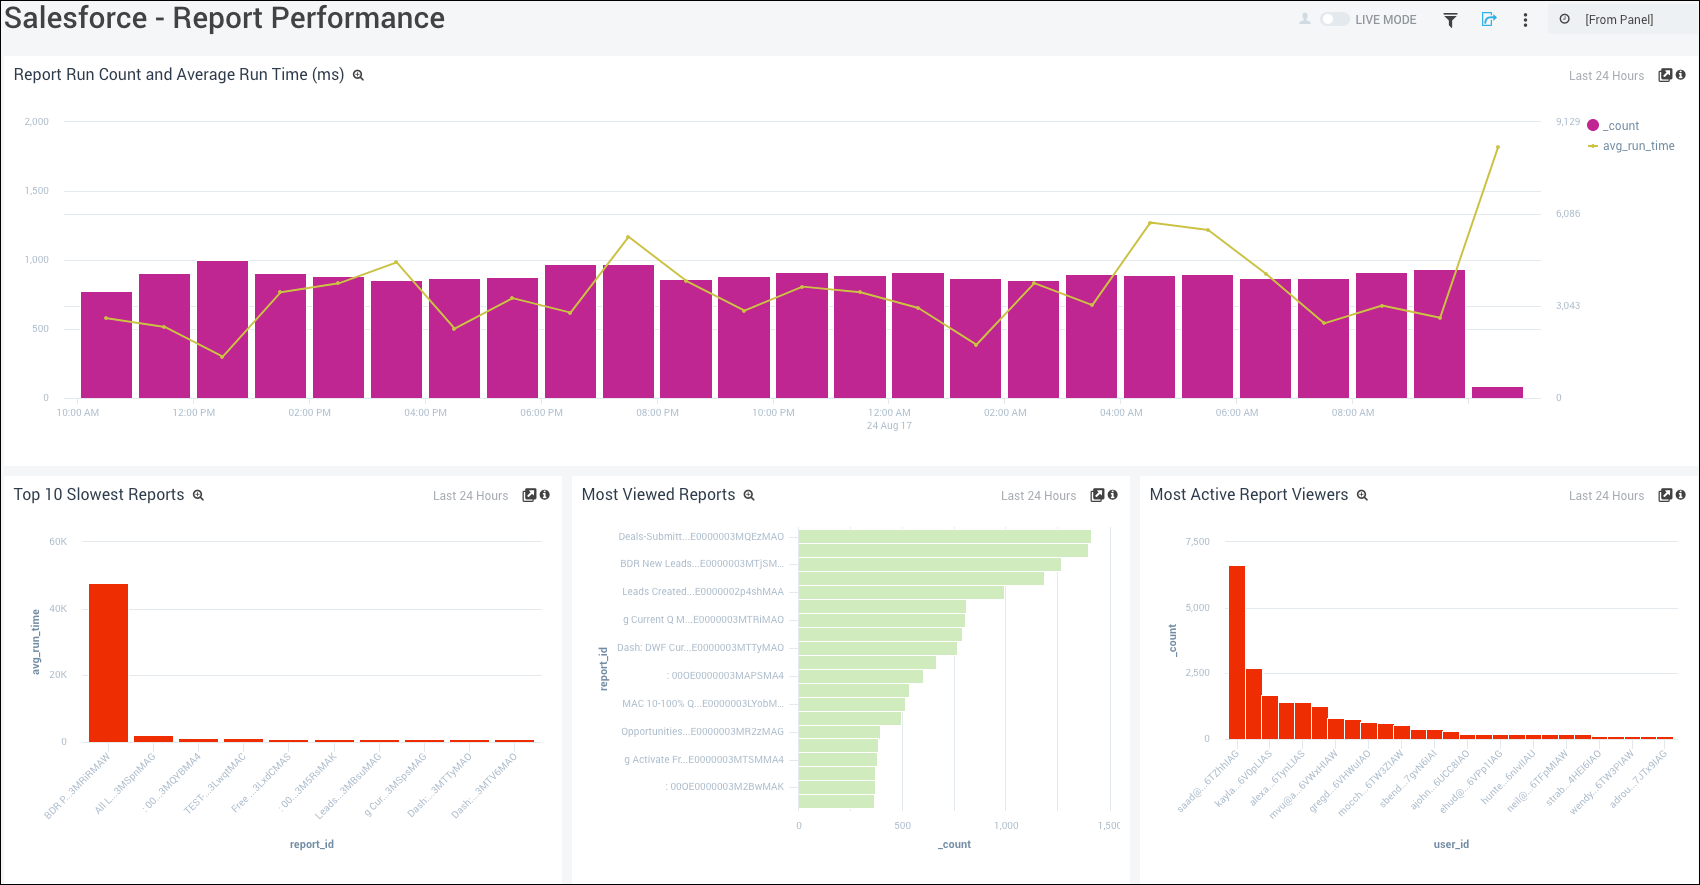 Salesforce - Report Performance
LIVE MODE
[From Panel]
Report Run Count and Average Run Time (ms)
Last 24 Hours
2,000
1,500
1,000
500
0
9,129
6,086
3,043
0
_count
avg_run_time
10:00 AM
12:00 PM
02:00 PM
04:00 PM
06:00 PM
08:00 PM
10:00 PM
12:00 AM
24 Aug 17
02:00 AM
04:00 AM
06:00 AM
08:00 AM
Top 10 Slowest Reports
Last 24 Hours
avg_run_time
60K
40K
20K
0
BDR P...3MRiRMAW
All L...3MSpnMAG
: 00...3MQYBMA4
TEST-...3LwqtMAC
Free ...3LxdCMAS
: 00...3M5RsMAK
Leads...3MBsuMAG
g Cur...3MSpsMAG
Dash:...3MTTyMAO
Dash:...3MTV6MAO
report_id
Most Viewed Reports
Last 24 Hours
report_id
Deals-Submitt...E0000003MQEzMAO
BDR New Leads...E0000003MTjSM...
Leads Created...E0000002p4shMAA
g Current Q M...E0000003MTRiMAO
Dash: DWF Cur...E0000003MTTyMAO
: 00OE0000003MAPSMA4
MAC 10-100% Q...E0000003LYobM...
Opportunities...E0000003MR2zMAG
g Activate Fr...E0000003MTSMMA4
: 00OE0000003M2BwMAK
0
500
1,000
1,500
_count
Most Active Report Viewers
Last 24 Hours
_count
7,500
5,000
2,500
0
saad@...6TZhhIAG
kayla...6V0pLIAS
alexa...6TynLIAS
mvu@a...6VWxHIAW
gregd...6VHWuIAO
mocch...6TW3ZIAW
sbend...7gvN6IAI
ajohn...6UCC8IAO
ehud@...6VPp1IAG
hunte...6nIvlIAU
neil@...6TFpMIAW
strab...4HEI6IAO
wendy...6TW3PIAW
adrou...7JTx9IAG
user_id